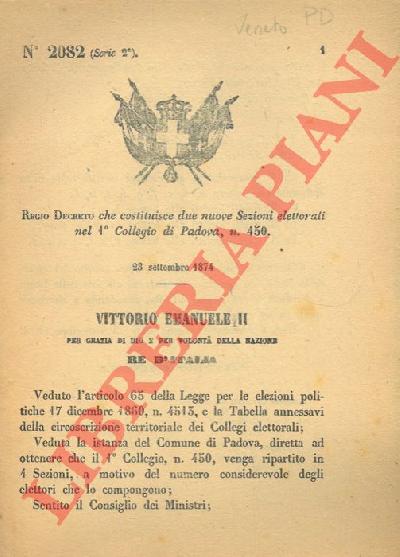 Veneto PD
N° 2082 (Serie 2ª). 1
REGIO DECRETO che costituisce due nuove Sezioni elettorali
nel 1° Collegio di Padova, n. 450.
23 settembre 1874
VITTORIO EMANUELE II
PER GRAZIA DI DIO E PER VOLONTÀ DELLA NAZIONE
RE D'ITALIA
Veduto l'articolo 65 della Legge per le elezioni poli-
tiche 17 dicembre 1860, n. 4513, e la Tabella annessavi
della circoscrizione territoriale dei Collegi elettorali;
Veduta la istanza del Comune di Padova, diretta ad
ottenere che il 1° Collegio, n. 450, venga ripartito in
4 Sezioni, a motivo del numero considerevole degli
elettori che lo compongono;
Sentito il Consiglio dei Ministri;
LIBRERIA ANTIQUARIA PIANI